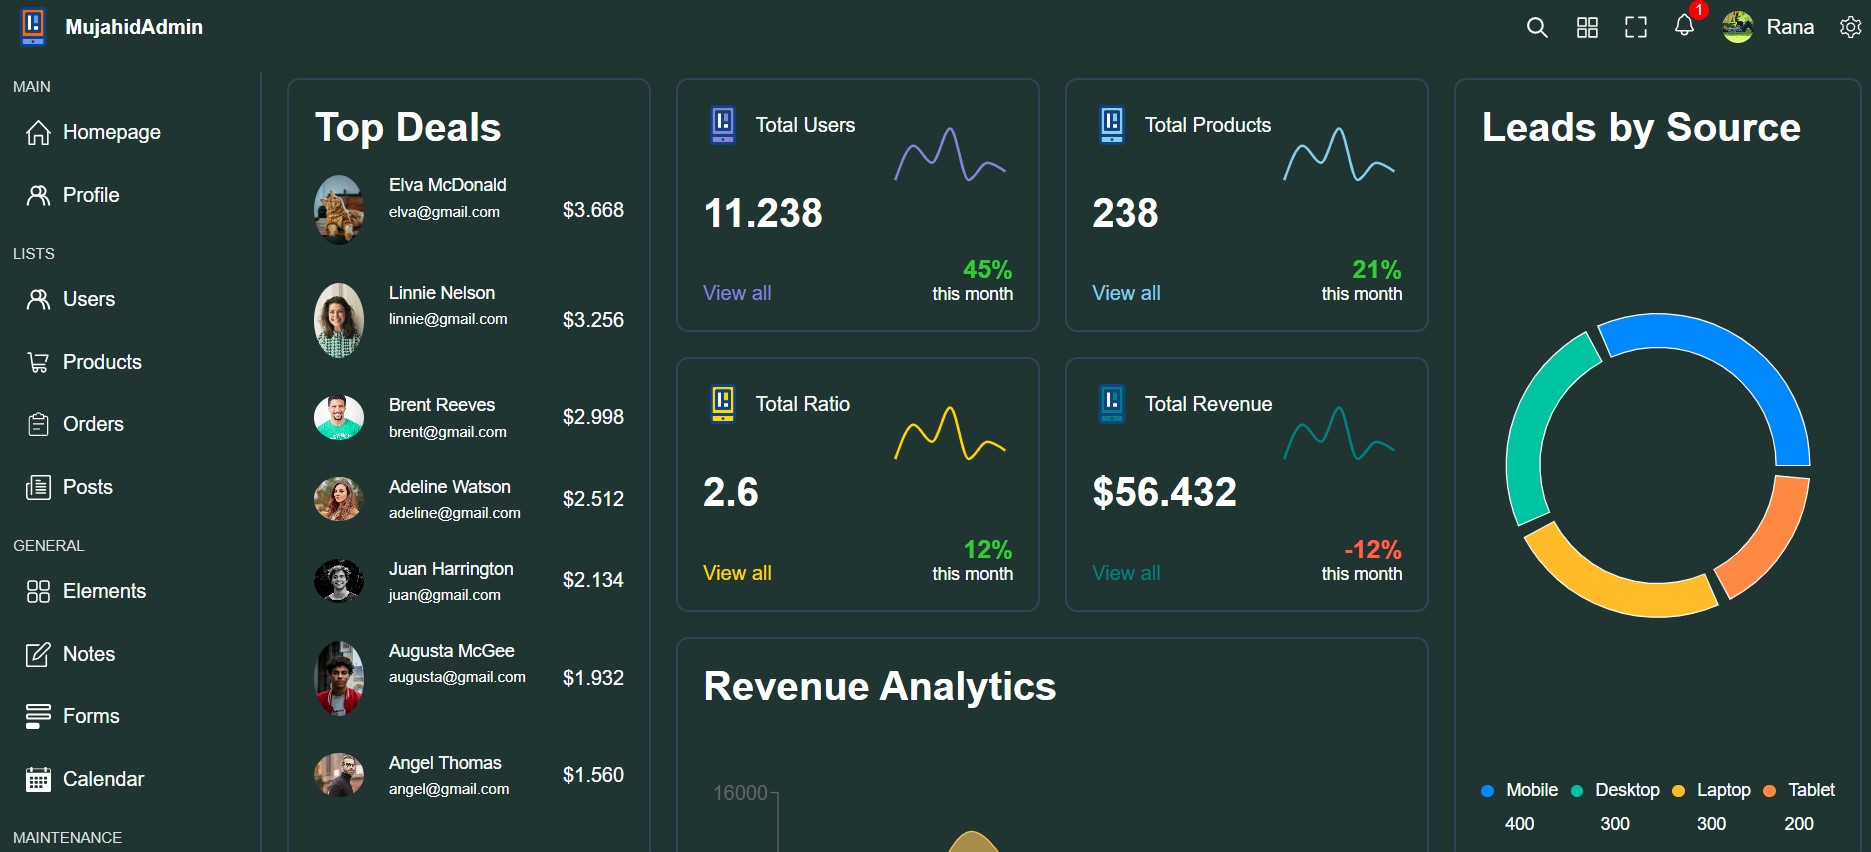 MujahidAdmin
1
Rana
MAIN
Homepage
Profile
LISTS
Users
Products
Orders
Posts
GENERAL
Elements
Notes
Forms
Calendar
MAINTENANCE
Top Deals
Elva McDonald
elva@gmail.com
$3.668
Linnie Nelson
linnie@gmail.com
$3.256
Brent Reeves
brent@gmail.com
$2.998
Adeline Watson
adeline@gmail.com
$2.512
Juan Harrington
juan@gmail.com
$2.134
Augusta McGee
augusta@gmail.com
$1.932
Angel Thomas
angel@gmail.com
$1.560
Total Users
11.238
View all
45%
this month
Total Products
238
View all
21%
this month
Total Ratio
2.6
View all
12%
this month
Total Revenue
$56.432
View all
-12%
this month
Revenue Analytics
16000
Leads by Source
Mobile Desktop Laptop Tablet
400 300 300 200